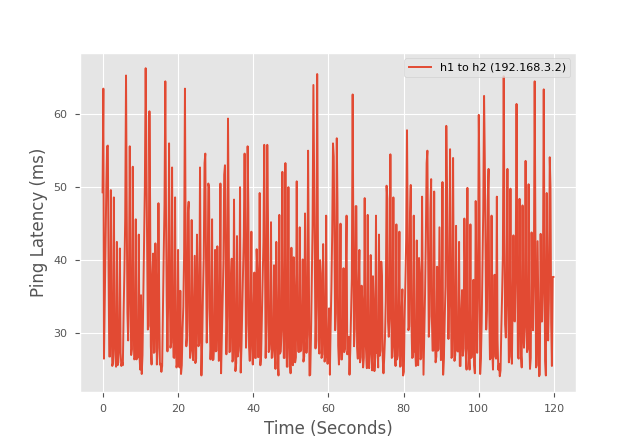 h1 to h2 (192.168.3.2)
Ping Latency (ms)
60
50
40
30
0 20 40 60 80 100 120
Time (Seconds)